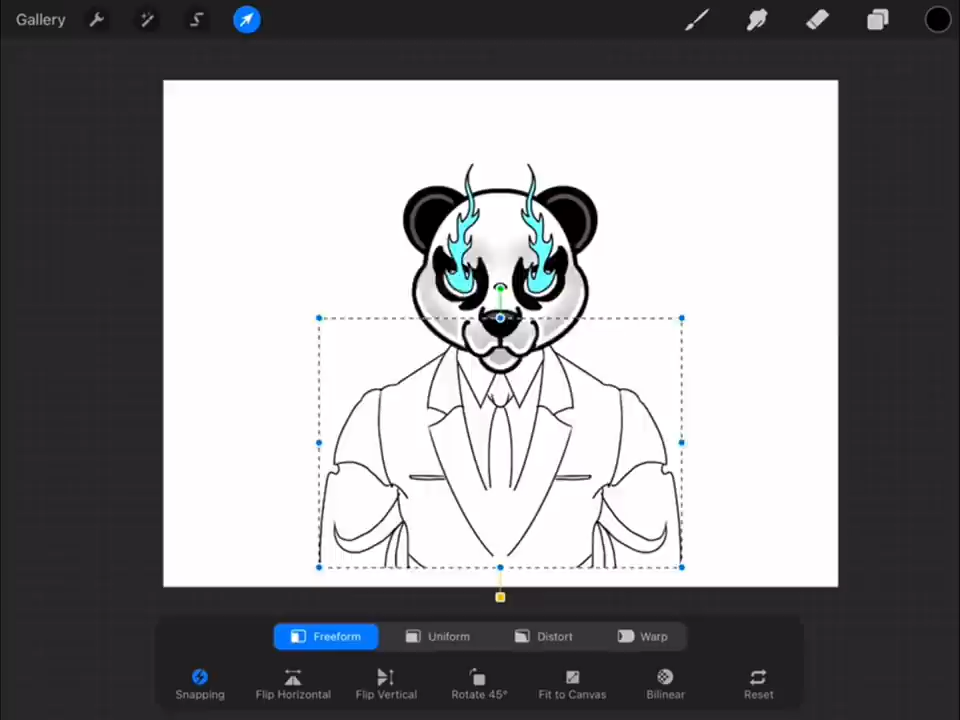 Gallery
Freeform Uniform Distort Warp
Snapping Flip Horizontal Flip Vertical Rotate 45° Fit to Canvas Bilinear Reset